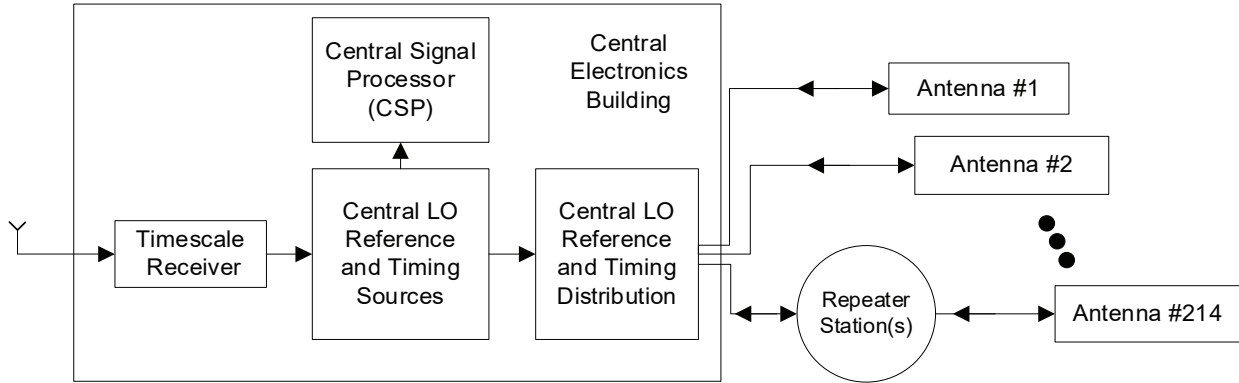 Central Signal
Processor
(CSP)
Central
Electronics
Building
Antenna #1
Antenna #2
Timescale
Receiver
Central LO
Reference
and Timing
Sources
Central LO
Reference
and Timing
Distribution
Repeater
Station(s)
Antenna #214